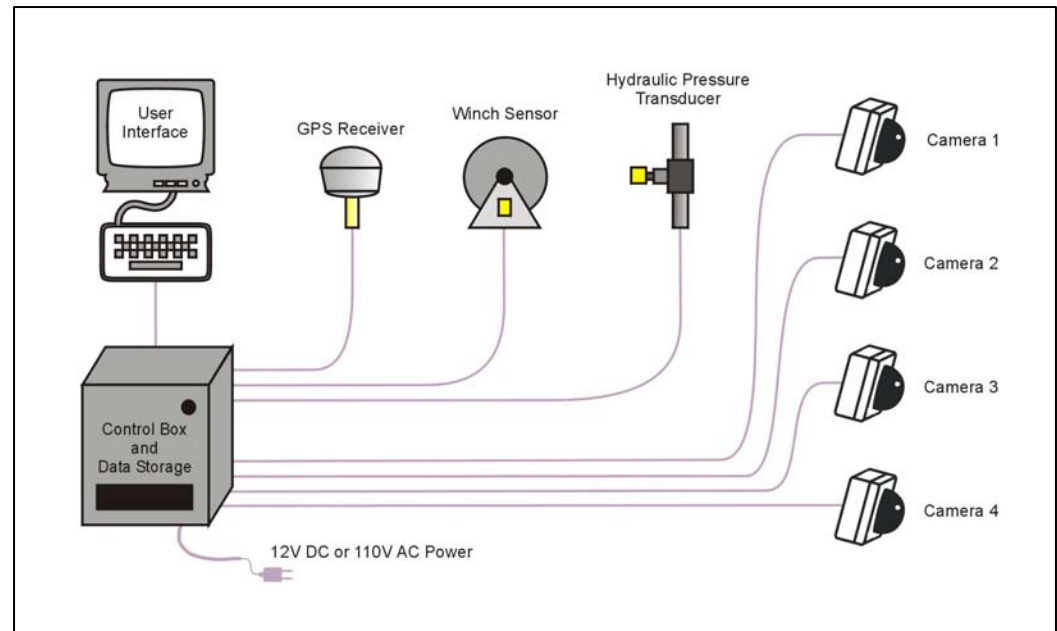 User
Interface
GPS Receiver
Winch Sensor
Hydraulic Pressure
Transducer
Camera 1
Camera 2
Camera 3
Camera 4
Control Box
and
Data Storage
12V DC or 110V AC Power